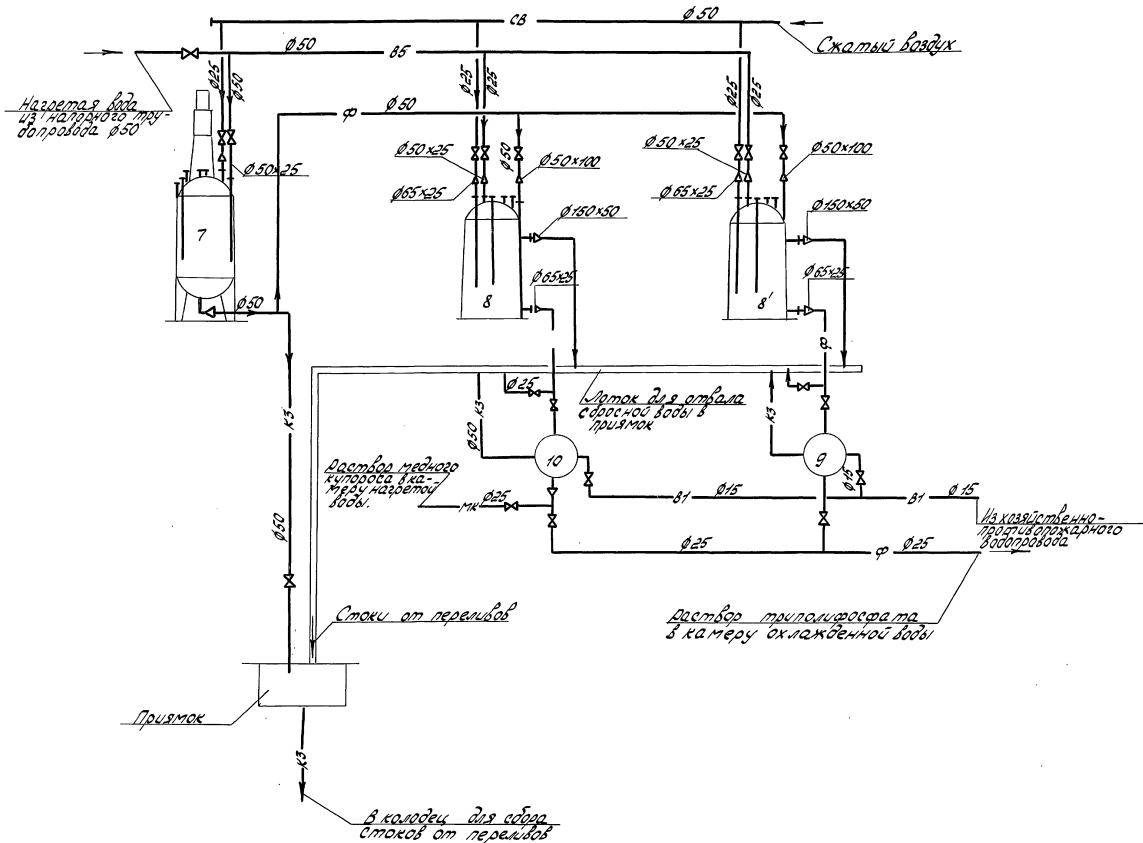 СВ
ø50
Сжатый воздух
ø50
В5
Нагретая вода
из напорного тру-
бопровода ø50
ø25
ø50
ø25
ø25
ø25
ø25
Ф
ø50
ø50×25
ø50×25
ø65×25
ø50
ø50×100
ø50×25
ø65×25
ø50×100
ø150×50
ø150×50
7
8
8'
ø65×25
ø65×25
ø50
Ф
К3
ø25
ø50
К3
Лоток для отвала
сбросной воды в
приямок
К3
10
9
ø15
Раствор медного
купороса в ка-
меру нагретой
воды.
МК
ø25
В1
ø15
В1
ø15
Из хозяйственно-
противопожарного
водопровода
ø50
ø25
Ф
ø25
Стоки от переливов
Раствор триполифосфата
в камеру охлажденной воды
Приямок
К3
В колодец для сбора
стоков от переливов